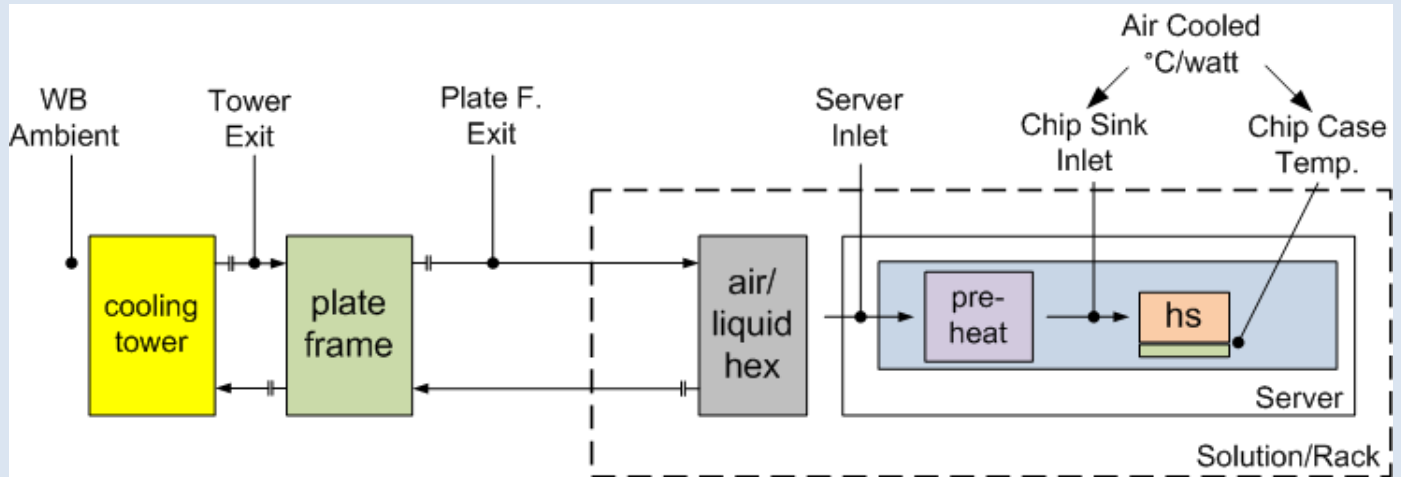 Air Cooled
°C/watt
WB
Ambient
Tower
Exit
Plate F.
Exit
Server
Inlet
Chip Sink
Inlet
Chip Case
Temp.
cooling
tower
plate
frame
air/
liquid
hex
pre-
heat
hs
Server
Solution/Rack